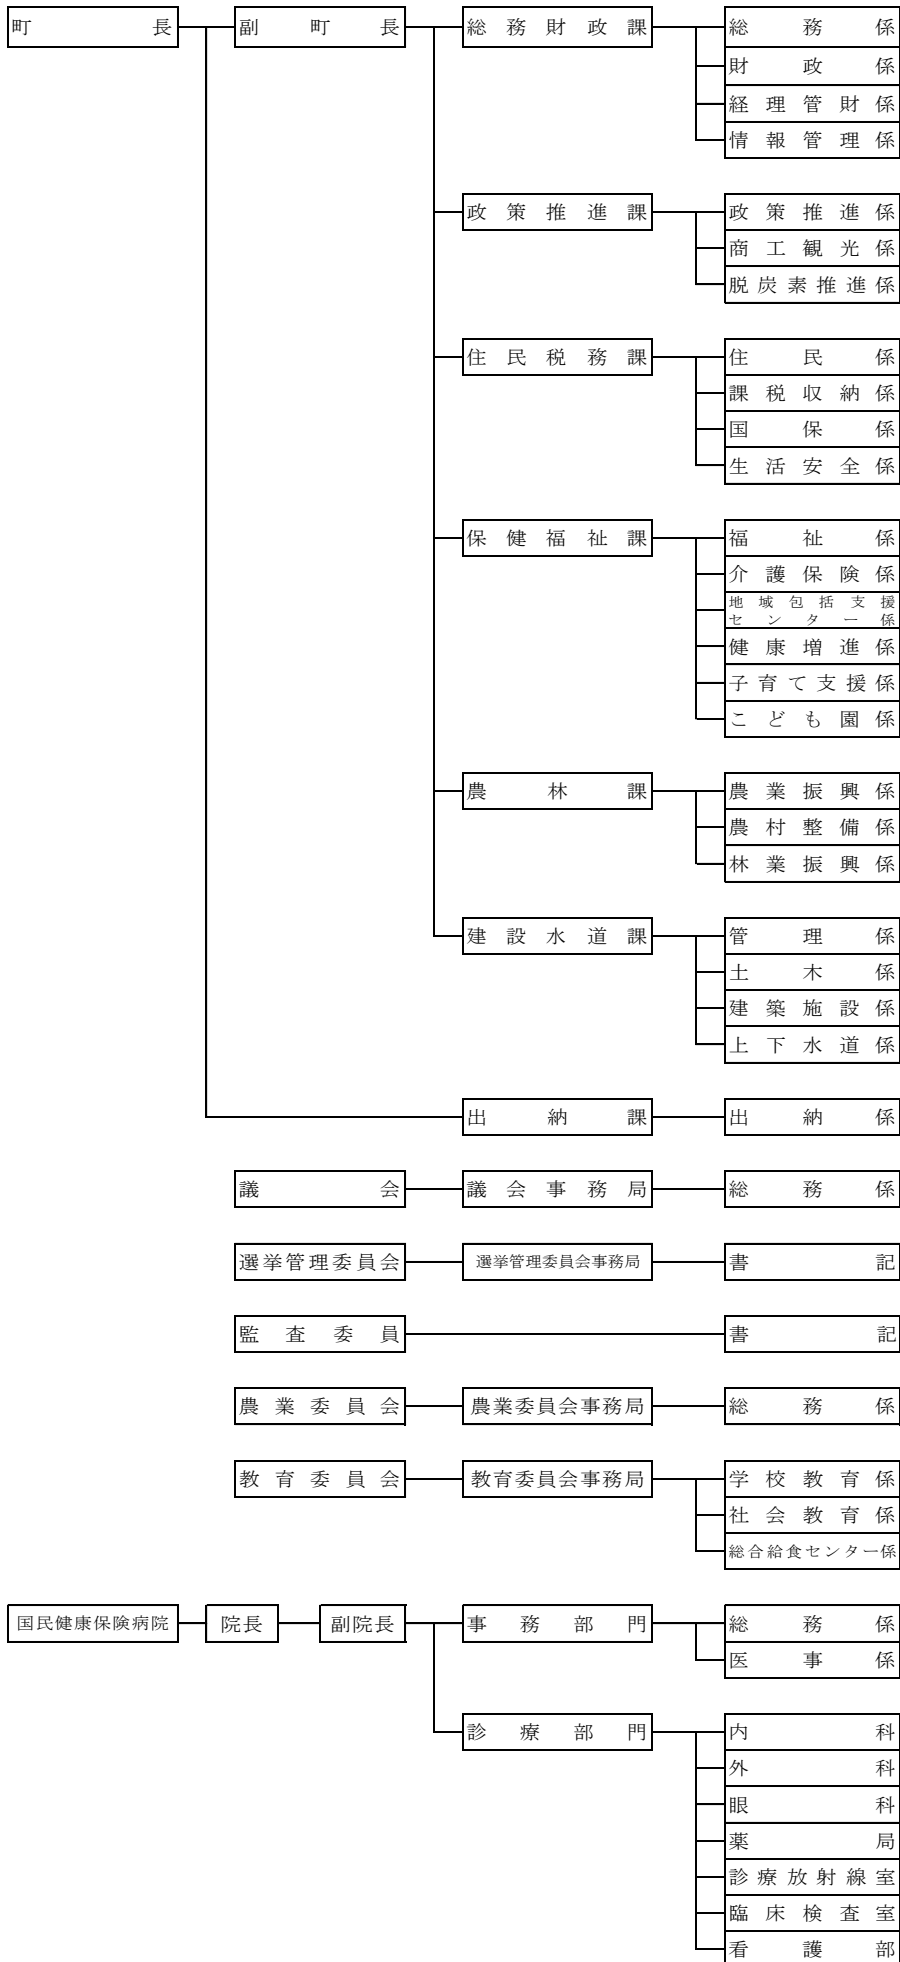 町長 副町長 総務財政課 総務係
財政係
経理管財係
情報管理係
政策推進課 政策推進係
商工観光係
脱炭素推進係
住民税務課 住民係
課税収納係
国保係
生活安全係
保健福祉課 福祉係
介護保険係
地域包括支援
センター係
健康増進係
子育て支援係
こども園係
農林課 農業振興係
農村整備係
林業振興係
建設水道課 管理係
土木係
建築施設係
上下水道係
出納課 出納係
議会 議会事務局 総務係
選挙管理委員会 選挙管理委員会事務局 書記
監査委員 書記
農業委員会 農業委員会事務局 総務係
教育委員会 教育委員会事務局 学校教育係
社会教育係
総合給食センター係
国民健康保険病院 院長 副院長 事務部門 総務係
医事係
診療部門 内科
外科
眼科
薬局
診療放射線室
臨床検査室
看護部